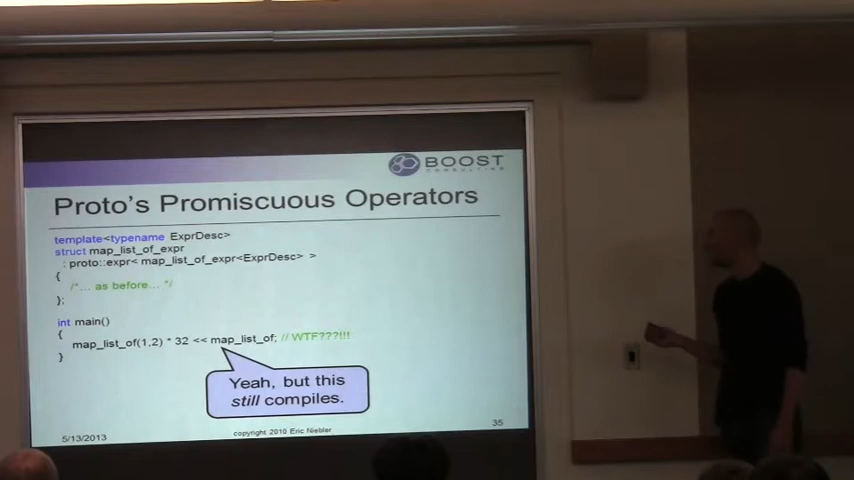 BOOST
CONSULTING
Proto's Promiscuous Operators
template<typename ExprDesc>
struct map_list_of_expr
: proto::expr< map_list_of_expr<ExprDesc> >
{
/*... as before... */
};
int main()
{
map_list_of(1,2) * 32 << map_list_of; // WTF???!!!
}
Yeah, but this
still compiles.
5/13/2013
copyright 2010 Eric Niebler
35